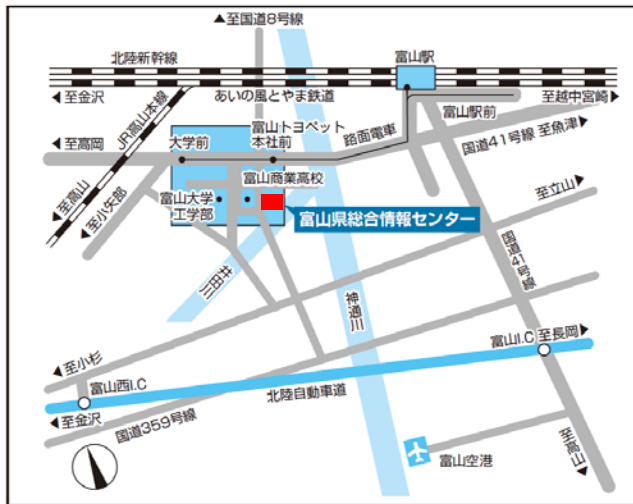 ▲至国道8号線
北陸新幹線
富山駅
◀至金沢
あいの風とやま鉄道
至越中宮崎▶
JR高山本線
富山駅前
富山トヨペット
本社前
大学前
路面電車
国道41号線 至魚津▶
◀至高岡
◀至高山
◀至小矢部
富山商業高校
富山大学
工学部
富山県総合情報センター
至立山▶
国道41号線
井田川
神通川
◀至小杉
富山I.C 至長岡▶
富山西I.C
北陸自動車道
◀至金沢
国道359号線
富山空港
至高山▶